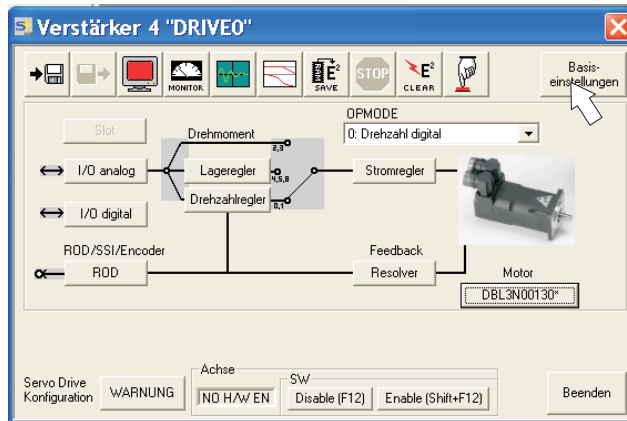 Verstärker 4 "DRIVE0"
MONITOR
E²
SAVE
STOP
E²
CLEAR
Basis-
einstellungen
OPMODE
0: Drehzahl digital
Slot
Drehmoment
2,3
I/O analog
Lageregler
4,5,8
Stromregler
Drehzahlregler
0,1
I/O digital
ROD/SSI/Encoder
Feedback
ROD
Resolver
Motor
DBL3N00130*
Servo Drive
Konfiguration
WARNUNG
Achse
NO H/W EN
SW
Disable (F12)
Enable (Shift+F12)
Beenden